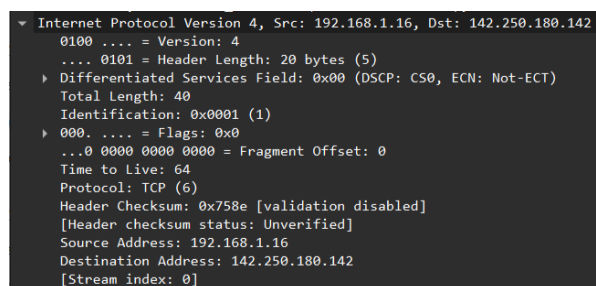 Internet Protocol Version 4, Src: 192.168.1.16, Dst: 142.250.180.142
0100 .... = Version: 4
.... 0101 = Header Length: 20 bytes (5)
Differentiated Services Field: 0x00 (DSCP: CS0, ECN: Not-ECT)
Total Length: 40
Identification: 0x0001 (1)
000. .... = Flags: 0x0
...0 0000 0000 0000 = Fragment Offset: 0
Time to Live: 64
Protocol: TCP (6)
Header Checksum: 0x758e [validation disabled]
[Header checksum status: Unverified]
Source Address: 192.168.1.16
Destination Address: 142.250.180.142
[Stream index: 0]